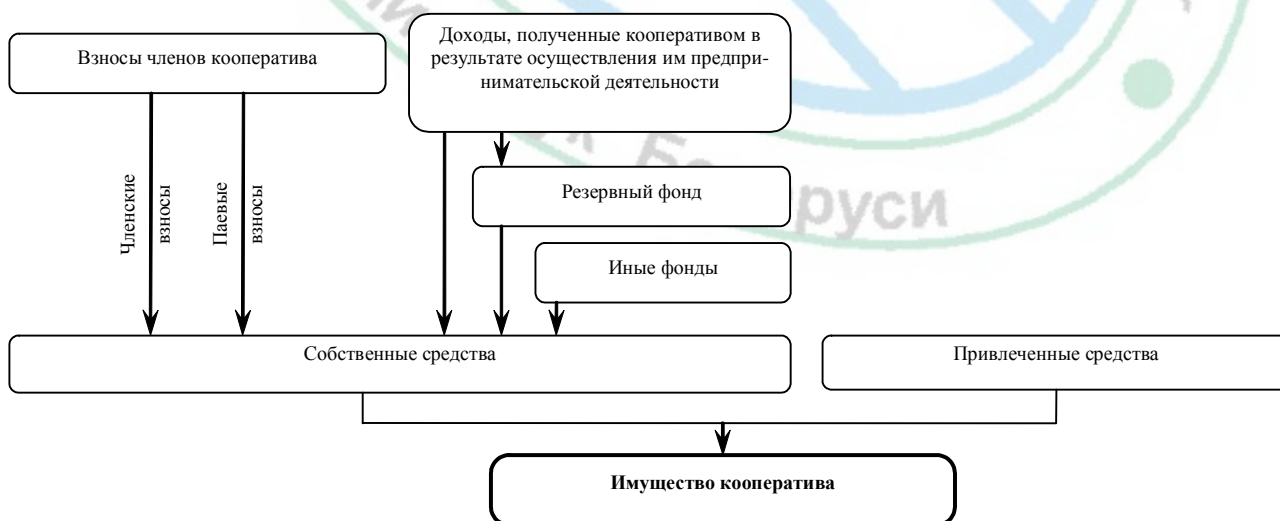 Взносы членов кооператива
Доходы, полученные кооперативом в
результате осуществления им предпри-
нимательской деятельности
Членские
взносы
Паевые
взносы
Резервный фонд
Иные фонды
Собственные средства
Привлеченные средства
Имущество кооператива
руси